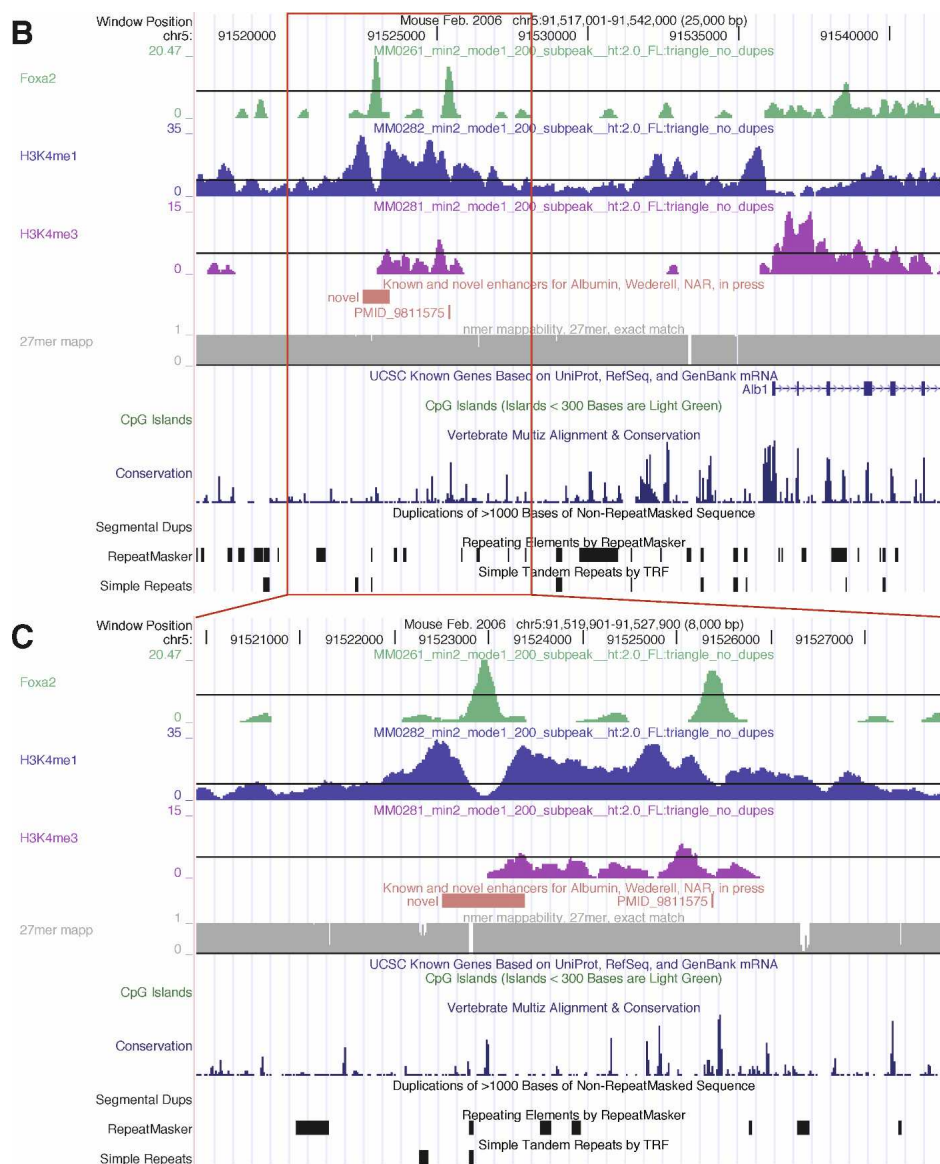 B
Window Position Mouse Feb. 2006 chr5:91,517,001-91,542,000 (25,000 bp)
chr5: 91520000 91525000 91530000 91535000 91540000
20.47 MM0261_min2_mode1_200_subpeak__ht:2.0_FL:triangle_no_dupes
Foxa2
0
35 MM0282_min2_mode1_200_subpeak__ht:2.0_FL:triangle_no_dupes
H3K4me1
0
15 MM0281_min2_mode1_200_subpeak__ht:2.0_FL:triangle_no_dupes
H3K4me3
0
Known and novel enhancers for Albumin, Wederell, NAR, in press
novel
PMID_9811575
1 nmer mappability, 27mer, exact match
27mer mapp
0
UCSC Known Genes Based on UniProt, RefSeq, and GenBank mRNA
Alb1
CpG Islands (Islands < 300 Bases are Light Green)
CpG Islands
Vertebrate Multiz Alignment & Conservation
Conservation
Duplications of >1000 Bases of Non-RepeatMasked Sequence
Segmental Dups
Repeating Elements by RepeatMasker
RepeatMasker
Simple Tandem Repeats by TRF
Simple Repeats
C
Window Position Mouse Feb. 2006 chr5:91,519,901-91,527,900 (8,000 bp)
chr5: 91521000 91522000 91523000 91524000 91525000 91526000 91527000
20.47 MM0261_min2_mode1_200_subpeak__ht:2.0_FL:triangle_no_dupes
Foxa2
0
35 MM0282_min2_mode1_200_subpeak__ht:2.0_FL:triangle_no_dupes
H3K4me1
0
15 MM0281_min2_mode1_200_subpeak__ht:2.0_FL:triangle_no_dupes
H3K4me3
0
Known and novel enhancers for Albumin, Wederell, NAR, in press
novel PMID_9811575
1 nmer mappability, 27mer, exact match
27mer mapp
0
UCSC Known Genes Based on UniProt, RefSeq, and GenBank mRNA
CpG Islands (Islands < 300 Bases are Light Green)
CpG Islands
Vertebrate Multiz Alignment & Conservation
Conservation
Duplications of >1000 Bases of Non-RepeatMasked Sequence
Segmental Dups
Repeating Elements by RepeatMasker
RepeatMasker
Simple Tandem Repeats by TRF
Simple Repeats